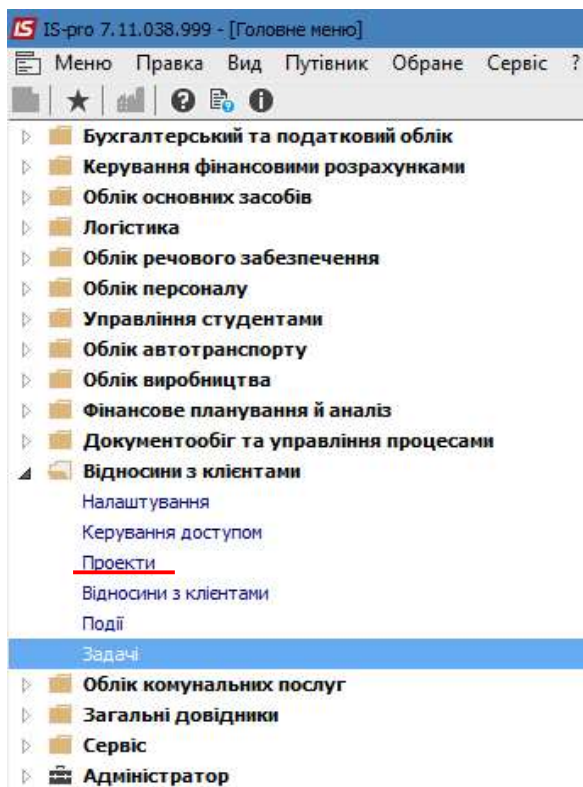 IS-pro 7.11.038.999 - [Головне меню]
Меню Правка Вид Путівник Обране Сервіс ?
Бухгалтерський та податковий облік
Керування фінансовими розрахунками
Облік основних засобів
Логістика
Облік речового забезпечення
Облік персоналу
Управління студентами
Облік автотранспорту
Облік виробництва
Фінансове планування й аналіз
Документообіг та управління процесами
Відносини з клієнтами
Налаштування
Керування доступом
Проекти
Відносини з клієнтами
Події
Задачі
Облік комунальних послуг
Загальні довідники
Сервіс
Адміністратор